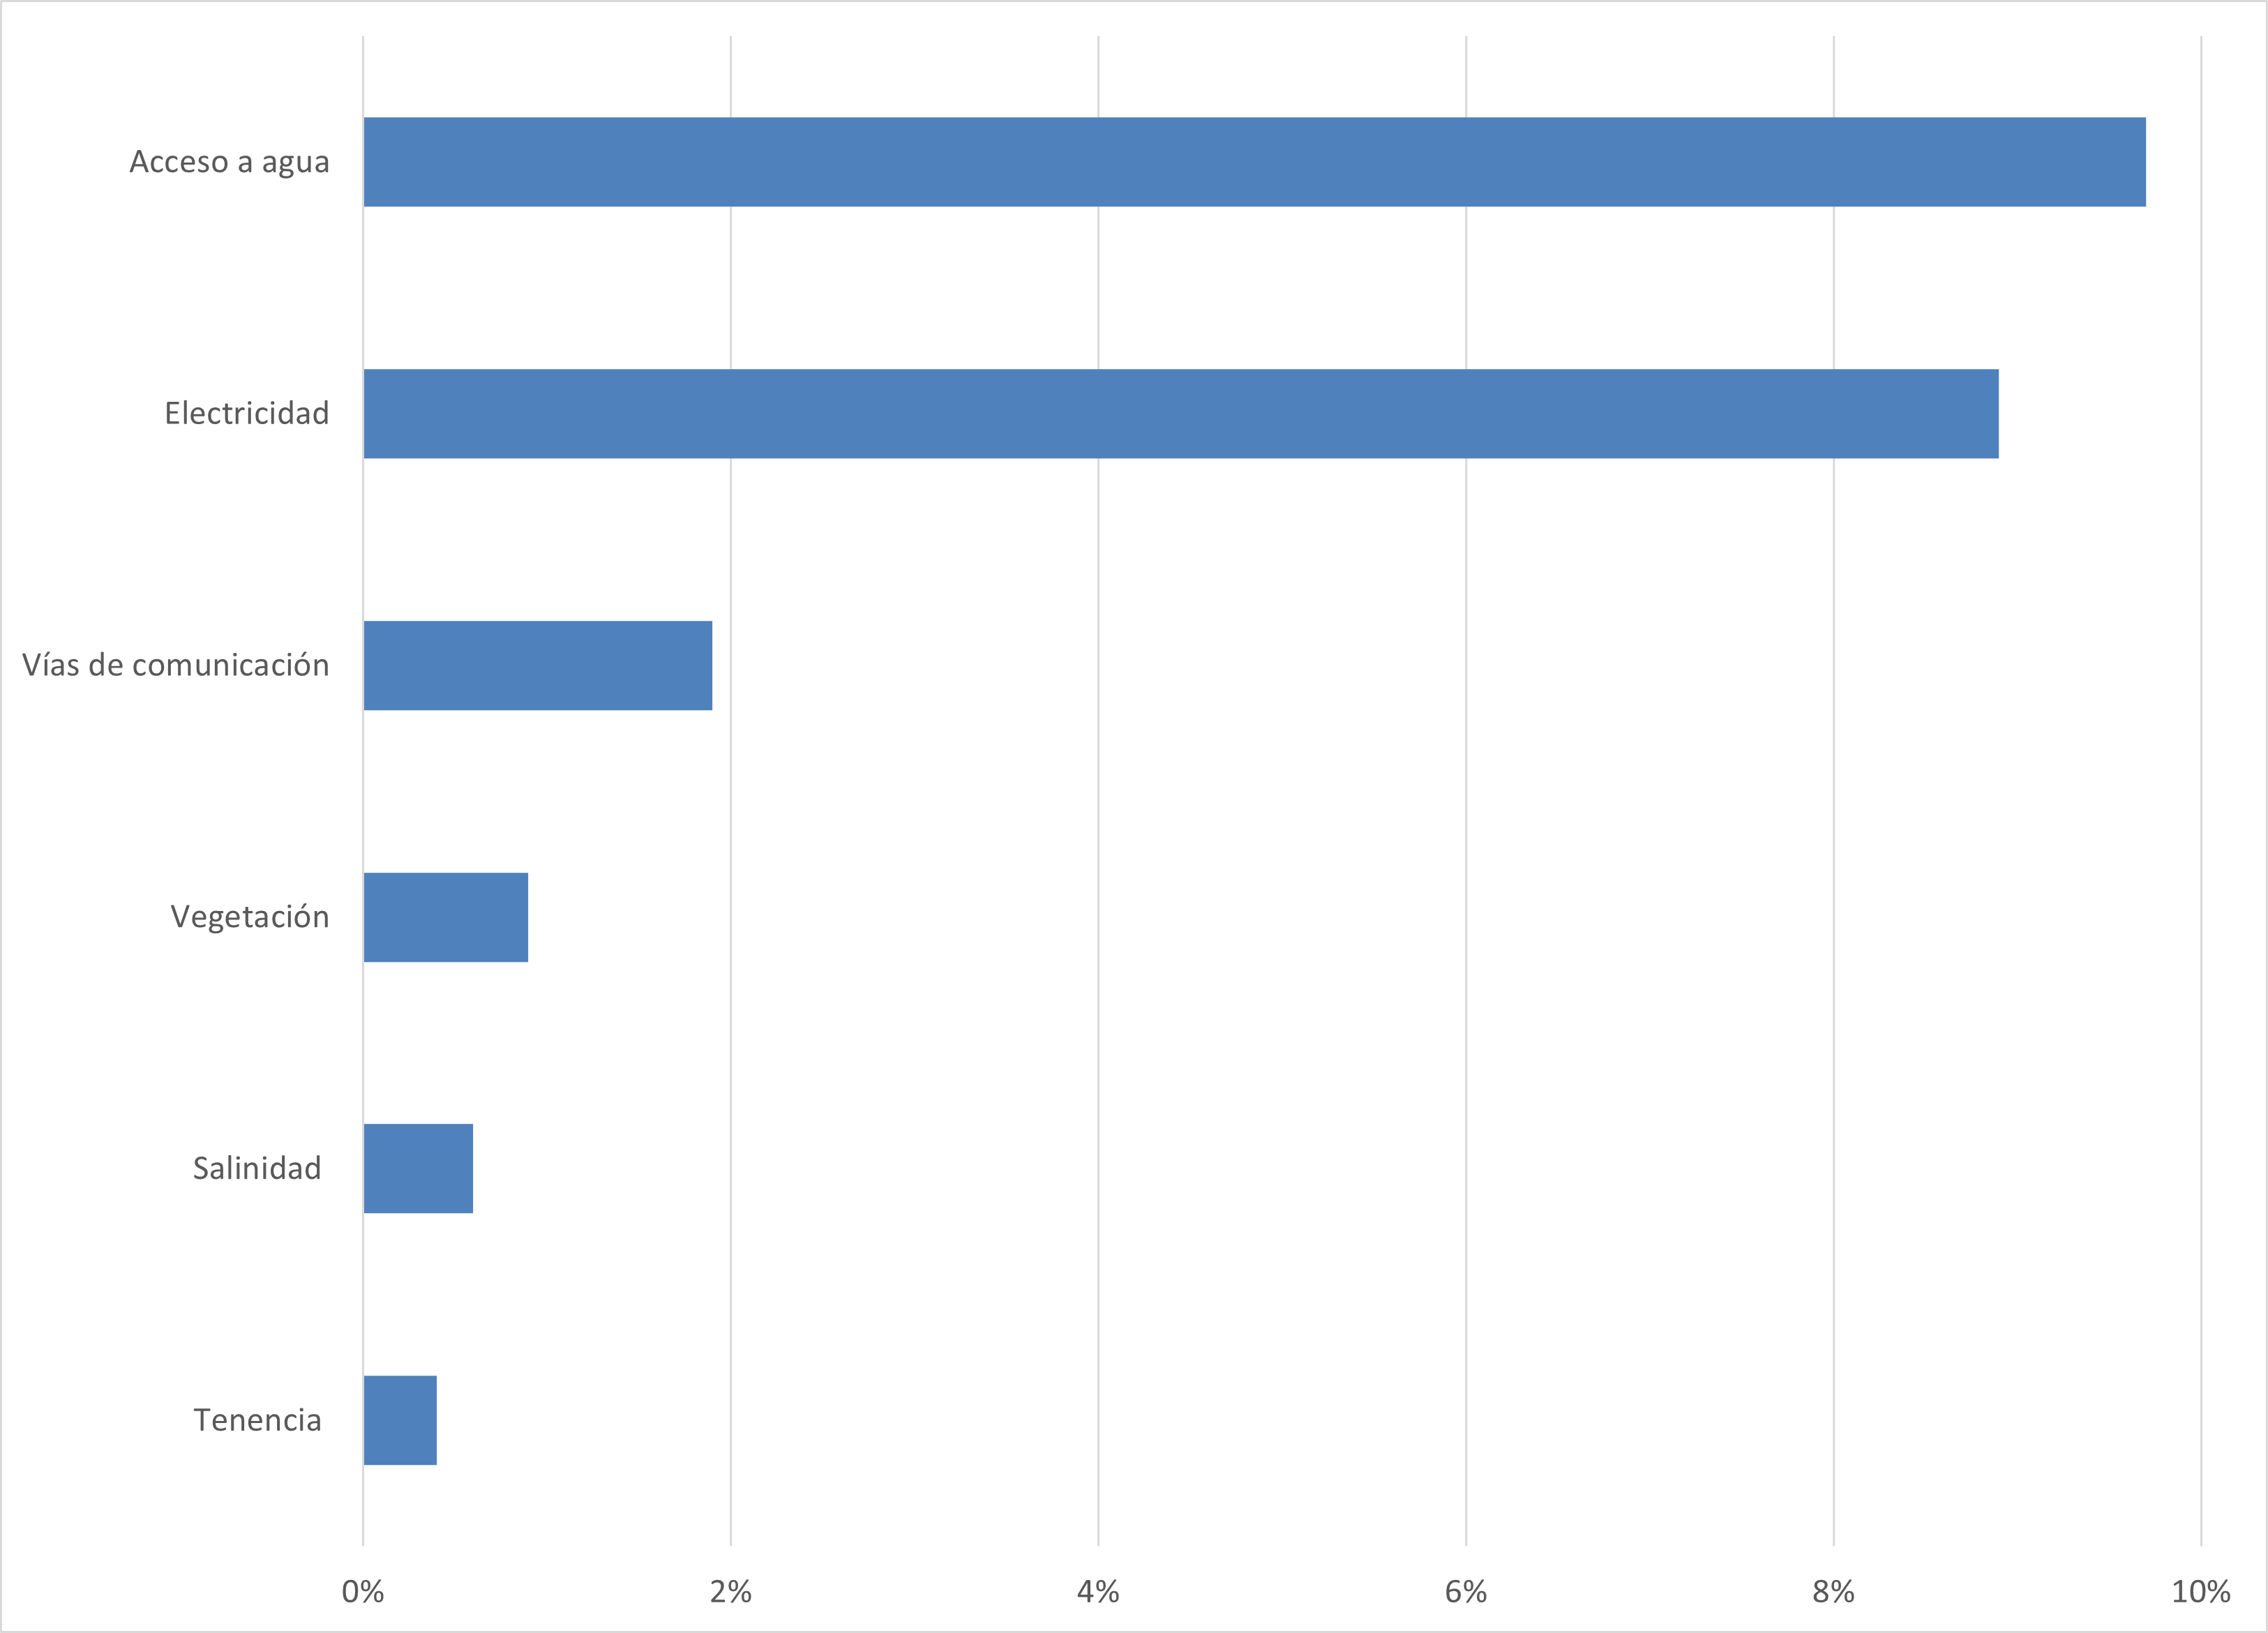 Acceso a agua
Electricidad
Vías de comunicación
Vegetación
Salinidad
Tenencia
0% 2% 4% 6% 8% 10%